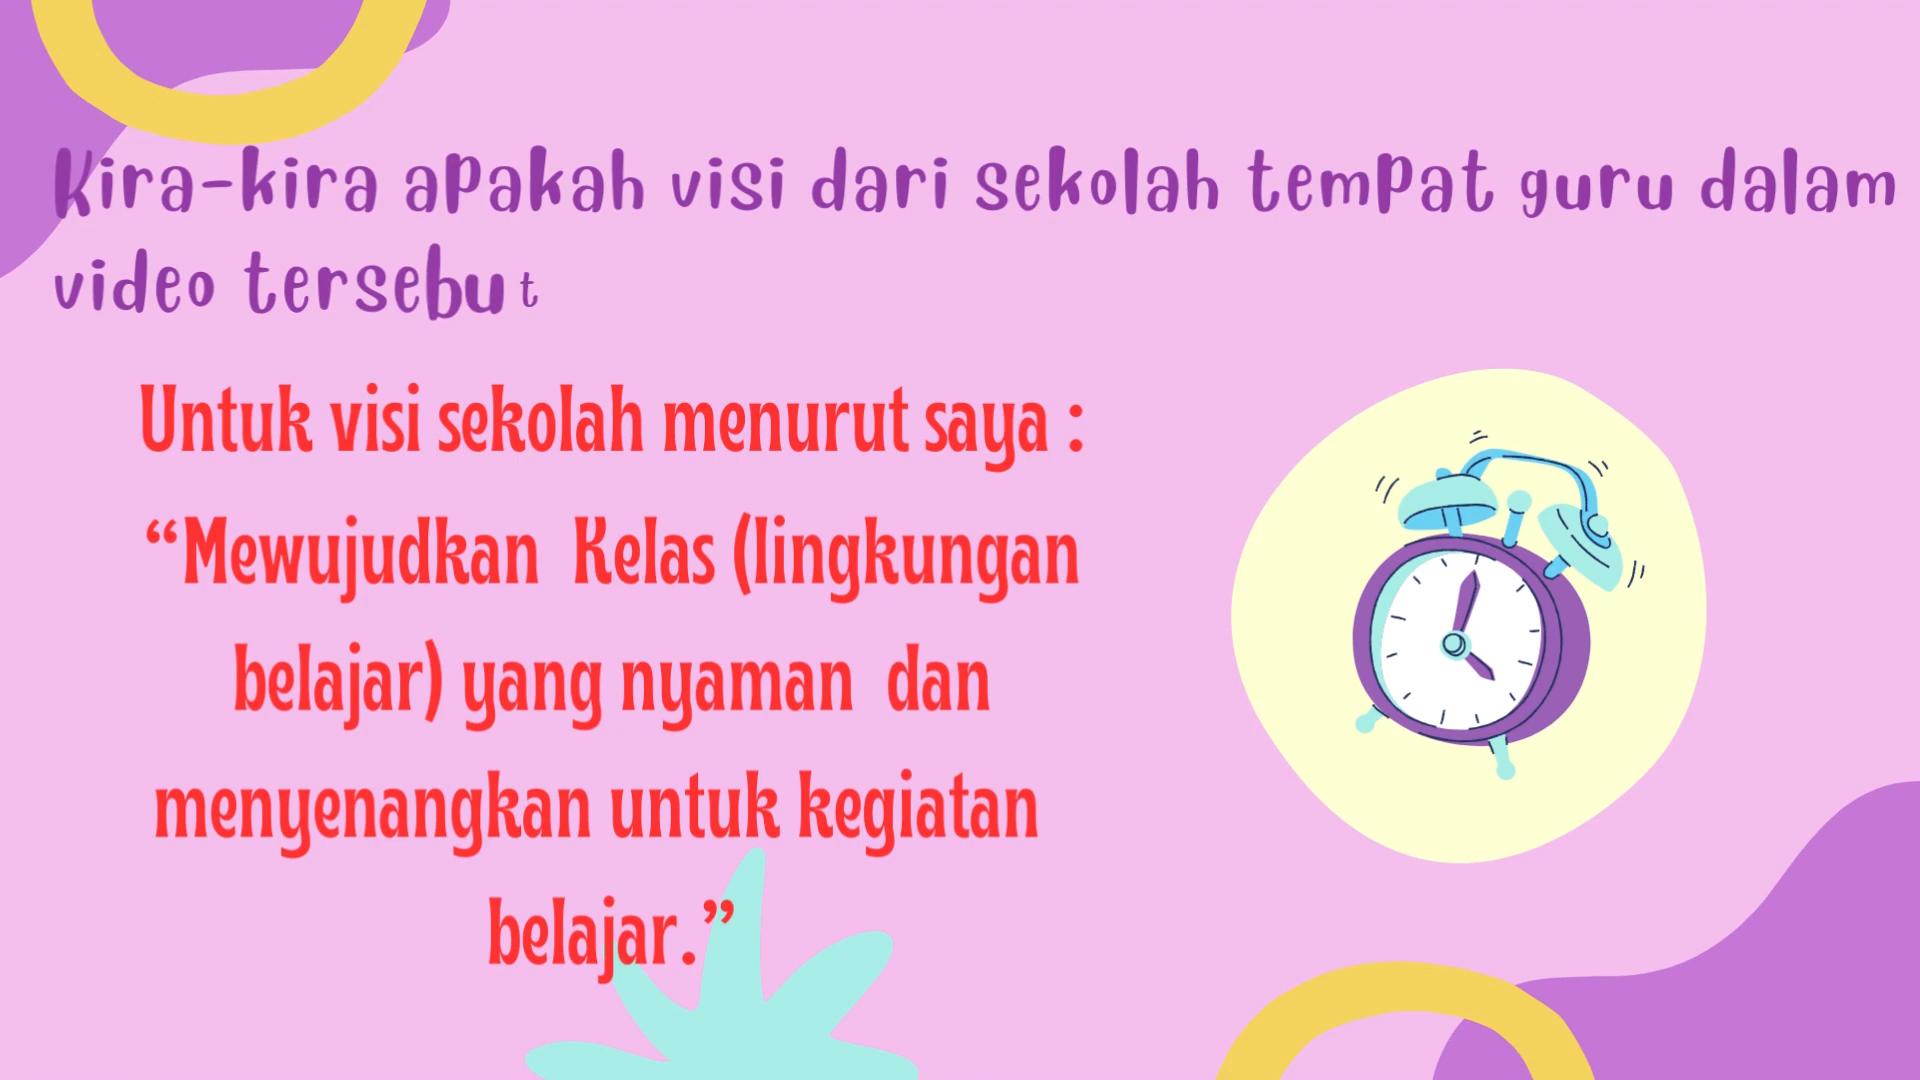 Kira-kira apakah visi dari sekolah tempat guru dalam
video tersebut
Untuk visi sekolah menurut saya :
“Mewujudkan Kelas (lingkungan
belajar) yang nyaman dan
menyenangkan untuk kegiatan
belajar.”